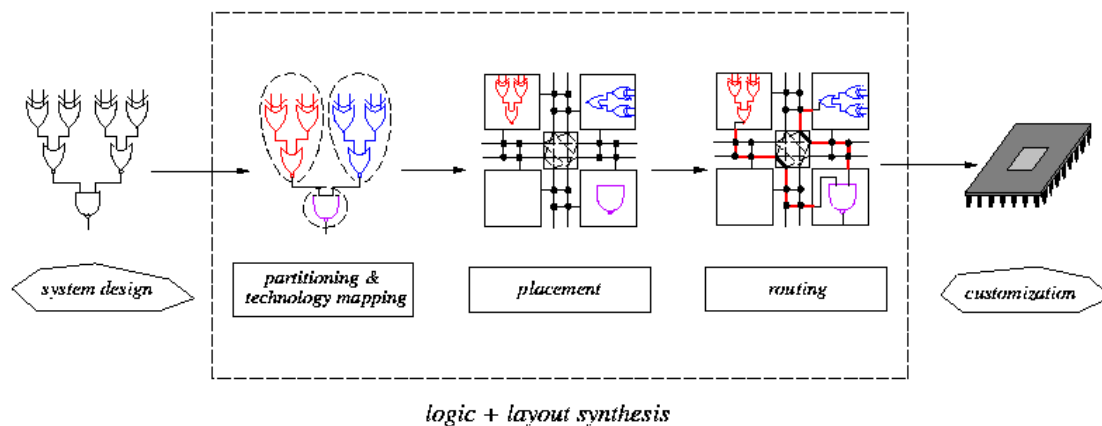 system design
partitioning &
technology mapping
placement
routing
customization
logic + layout synthesis